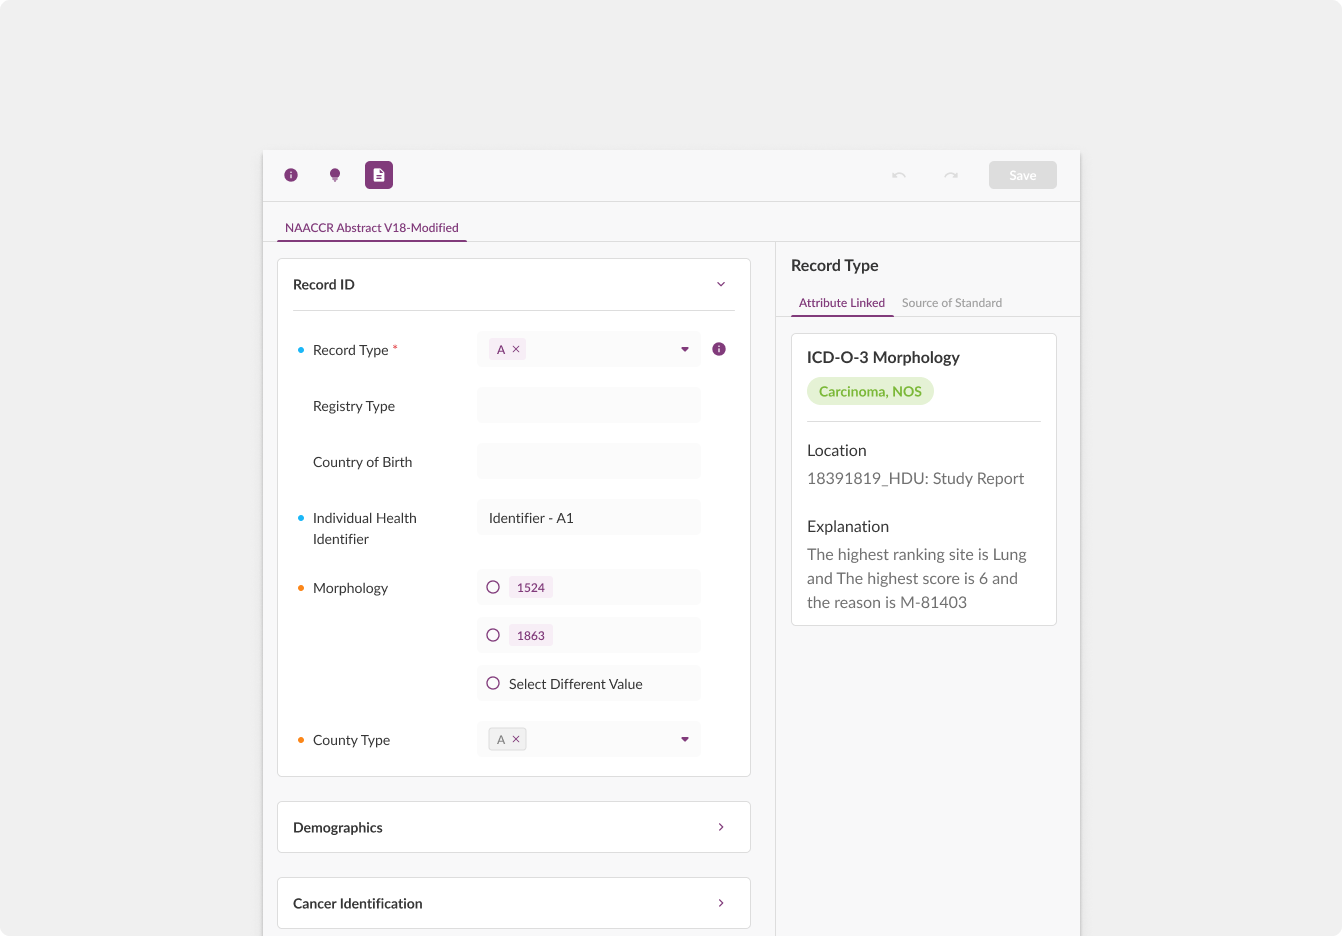 Save
NAACCR Abstract V18-Modified
Record ID
Record Type *
A ×
Registry Type
Country of Birth
Individual Health
Identifier
Identifier - A1
Morphology
1524
1863
Select Different Value
County Type
A ×
Demographics
Cancer Identification
Record Type
Attribute Linked Source of Standard
ICD-O-3 Morphology
Carcinoma, NOS
Location
18391819_HDU: Study Report
Explanation
The highest ranking site is Lung
and The highest score is 6 and
the reason is M-81403